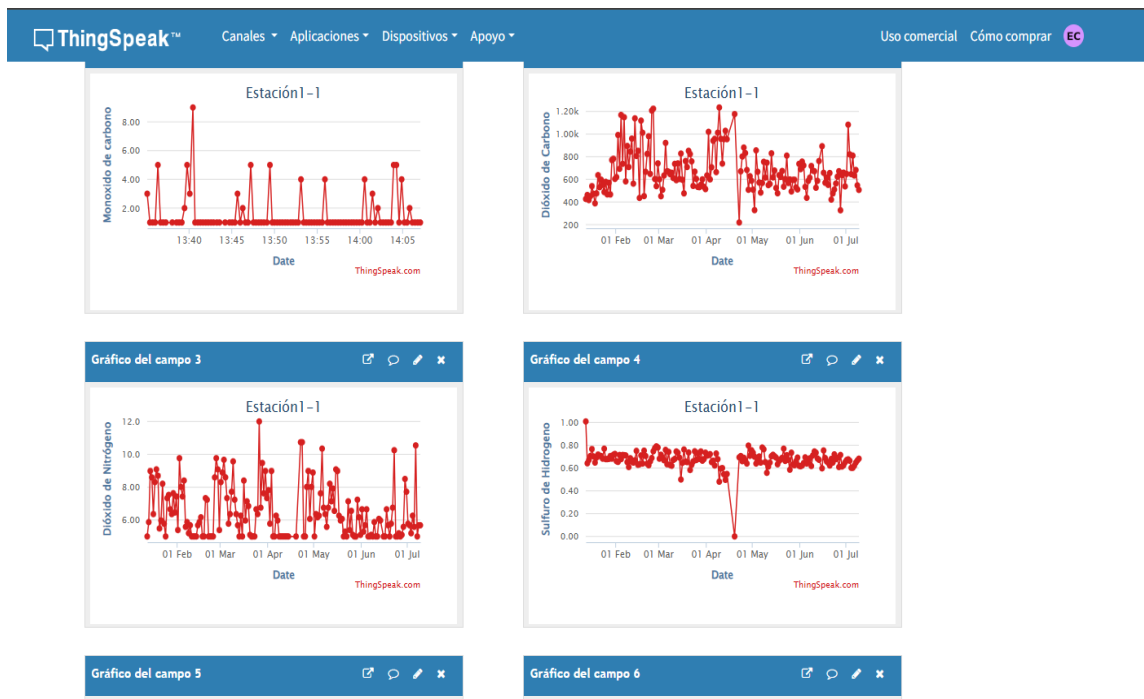 ThingSpeak™ Canales Aplicaciones Dispositivos Apoyo Uso comercial Cómo comprar EC
Estación1-1
Monoxido de carbono
8.00
6.00
4.00
2.00
13:40 13:45 13:50 13:55 14:00 14:05
Date
ThingSpeak.com
Estación1-1
Dióxido de Carbono
1.20k
1.00k
800
600
400
200
01 Feb 01 Mar 01 Apr 01 May 01 Jun 01 Jul
Date
ThingSpeak.com
Gráfico del campo 3
Estación1-1
Dióxido de Nitrógeno
12.0
10.0
8.00
6.00
01 Feb 01 Mar 01 Apr 01 May 01 Jun 01 Jul
Date
ThingSpeak.com
Gráfico del campo 4
Estación1-1
Sulfuro de Hidrogeno
1.00
0.80
0.60
0.40
0.20
0.00
01 Feb 01 Mar 01 Apr 01 May 01 Jun 01 Jul
Date
ThingSpeak.com
Gráfico del campo 5
Gráfico del campo 6